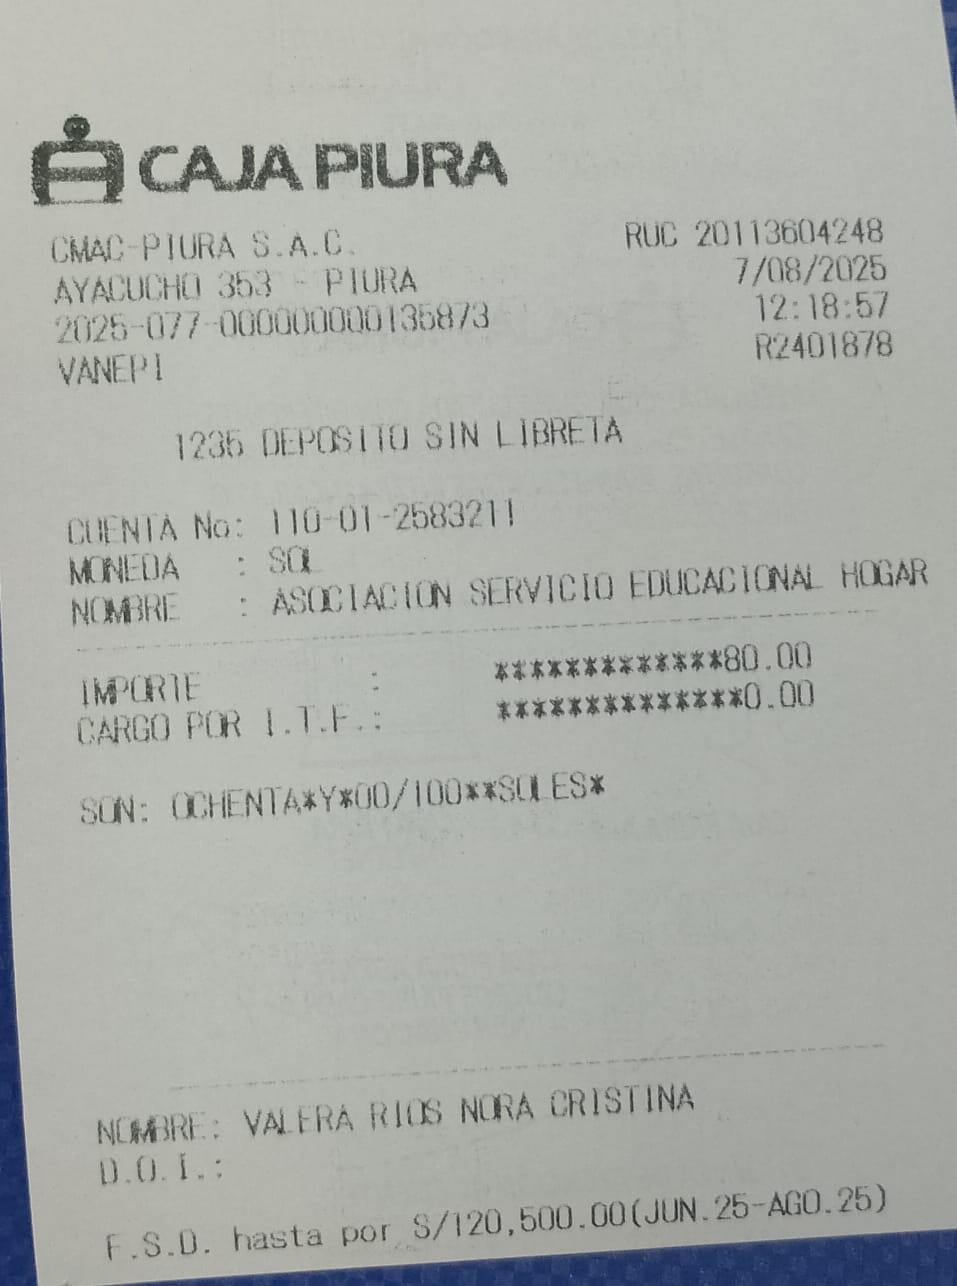 CAJA PIURA
CMAC-PIURA S.A.C. RUC 20113604248
AYACUCHO 353 - PIURA 7/08/2025
2025-077-000000000135873 12:18:57
VANEPI R2401878
1235 DEPOSITO SIN LIBRETA
CUENTA No: 110-01-2583211
MONEDA : SOL
NOMBRE : ASOCIACION SERVICIO EDUCACIONAL HOGAR
IMPORTE : *************80.00
CARGO POR I.T.F.: **************0.00
SON: OCHENTA*Y*00/100**SOLES*
NOMBRE: VALERA RIOS NORA CRISTINA
D.O.I.:
F.S.D. hasta por S/120,500.00(JUN.25-AGO.25)